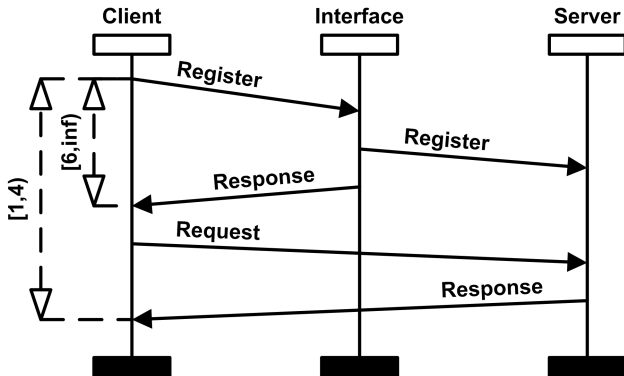 Client
Interface
Server
Register
[6,inf)
Register
[1,4)
Response
Request
Response